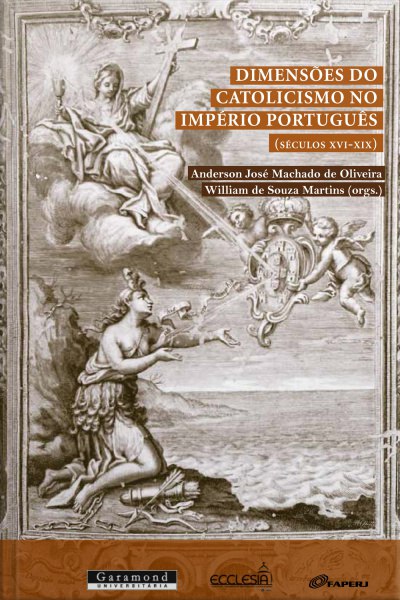 DIMENSÕES DO
CATOLICISMO NO
IMPÉRIO PORTUGUÊS
(SÉCULOS XVI-XIX)
Anderson José Machado de Oliveira
William de Souza Martins (orgs.)
Garamond
UNIVERSITÁRIA
ECCLESIA
FAPERJ